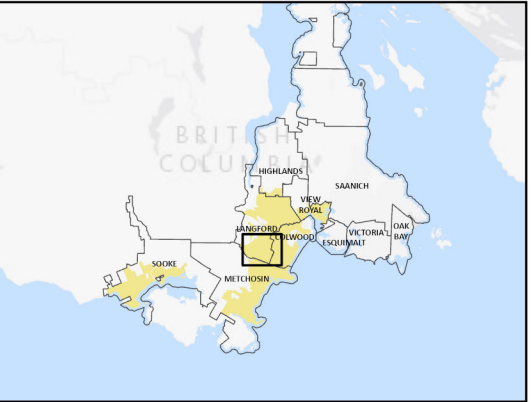 BRITISH
COLUMBIA
HIGHLANDS
SAANICH
VIEW
ROYAL
LANGFORD
COLWOOD
VICTORIA
OAK
BAY
ESQUIMALT
SOOKE
METCHOSIN